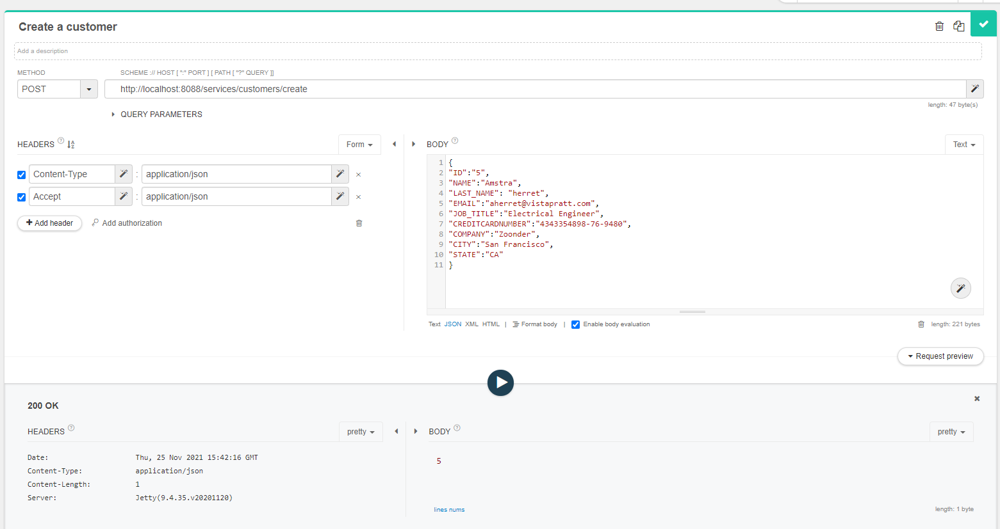 Create a customer
Add a description
METHOD
SCHEME :// HOST [ ":" PORT ] [ PATH [ "?" QUERY ]]
POST
http://localhost:8088/services/customers/create
length: 47 byte(s)
QUERY PARAMETERS
HEADERS ? Form
Content-Type : application/json ×
Accept : application/json ×
+ Add header Add authorization
BODY ? Text
1 {
2 "ID":"5",
3 "NAME":"Amstra",
4 "LAST_NAME": "herret",
5 "EMAIL":"aherret@vistapratt.com",
6 "JOB_TITLE":"Electrical Engineer",
7 "CREDITCARDNUMBER":"4343354898-76-9480",
8 "COMPANY":"Zoonder",
9 "CITY":"San Francisco",
10 "STATE":"CA"
11 }
Text JSON XML HTML | Format body | Enable body evaluation length: 221 bytes
Request preview
200 OK
HEADERS ? pretty
Date: Thu, 25 Nov 2021 15:42:16 GMT
Content-Type: application/json
Content-Length: 1
Server: Jetty(9.4.35.v20201120)
BODY ? pretty
5
lines nums length: 1 byte